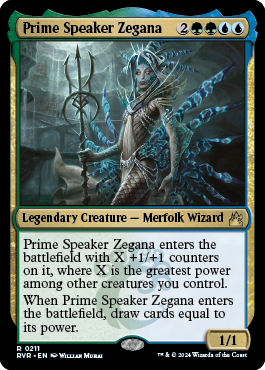 Prime Speaker Zegana 2
Legendary Creature — Merfolk Wizard
Prime Speaker Zegana enters the
battlefield with X +1/+1 counters
on it, where X is the greatest power
among other creatures you control.
When Prime Speaker Zegana enters
the battlefield, draw cards equal to
its power.
1/1
R 0211
RVR • EN Willian Murai
™ & © 2024 Wizards of the Coast